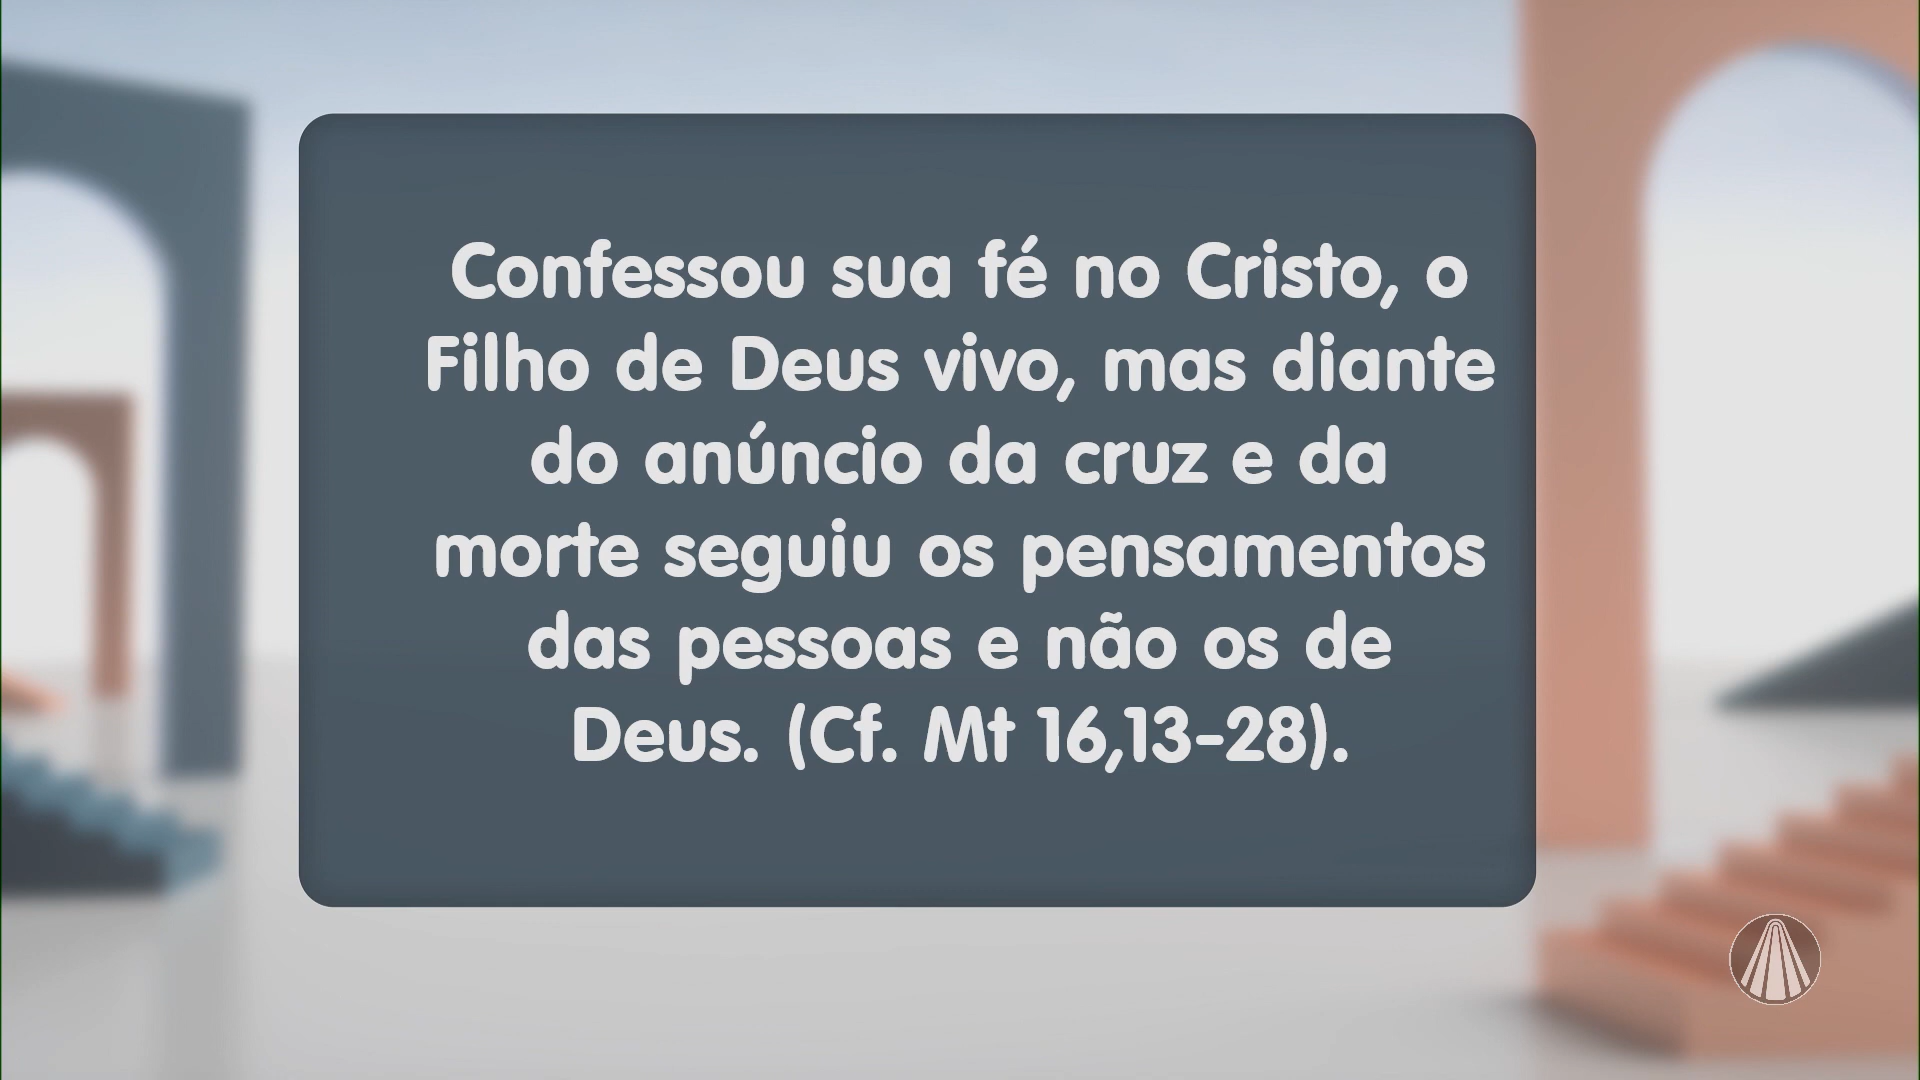 Confessou sua fé no Cristo, o
Filho de Deus vivo, mas diante
do anúncio da cruz e da
morte seguiu os pensamentos
das pessoas e não os de
Deus. (Cf. Mt 16,13-28).